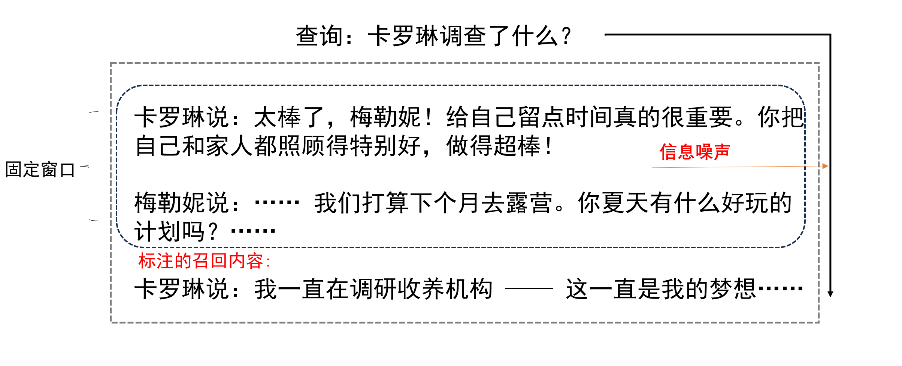 查询：卡罗琳调查了什么？
卡罗琳说：太棒了，梅勒妮！给自己留点时间真的很重要。你把
自己和家人都照顾得特别好，做得超棒！
信息噪声
固定窗口
梅勒妮说：…… 我们打算下个月去露营。你夏天有什么好玩的
计划吗？……
标注的召回内容：
卡罗琳说：我一直在调研收养机构 —— 这一直是我的梦想……